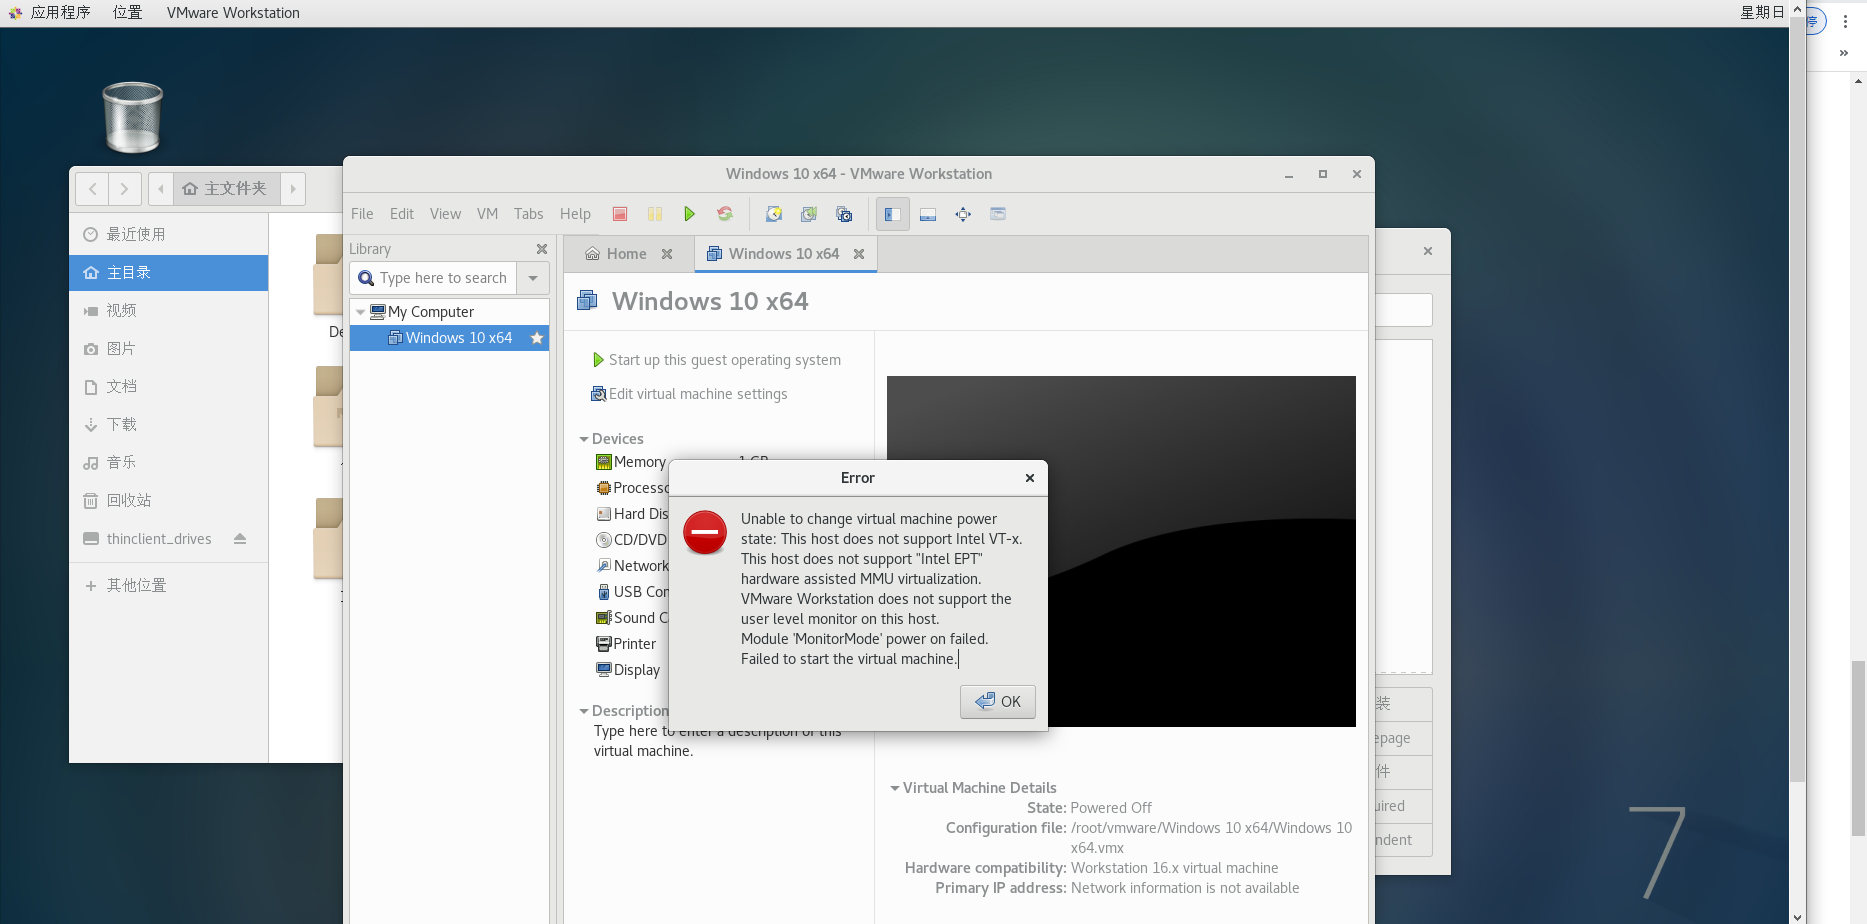 应用程序 位置 VMware Workstation 星期日
停
»
Windows 10 x64 - VMware Workstation
主文件夹
File Edit View VM Tabs Help
最近使用
主目录
视频
图片
文档
下载
音乐
回收站
thinclient_drives
其他位置
De
Library
Type here to search
My Computer
Windows 10 x64
Home
Windows 10 x64
Windows 10 x64
Start up this guest operating system
Edit virtual machine settings
Devices
Memory 1 GB
Processo
Hard Dis
CD/DVD
Network
USB Con
Sound C
Printer
Display
Description
Type here to enter a description of this
virtual machine.
Error
Unable to change virtual machine power
state: This host does not support Intel VT-x.
This host does not support "Intel EPT"
hardware assisted MMU virtualization.
VMware Workstation does not support the
user level monitor on this host.
Module 'MonitorMode' power on failed.
Failed to start the virtual machine.
OK
Virtual Machine Details
State: Powered Off
Configuration file: /root/vmware/Windows 10 x64/Windows 10
x64.vmx
Hardware compatibility: Workstation 16.x virtual machine
Primary IP address: Network information is not available
装
epage
件
uired
ndent
7